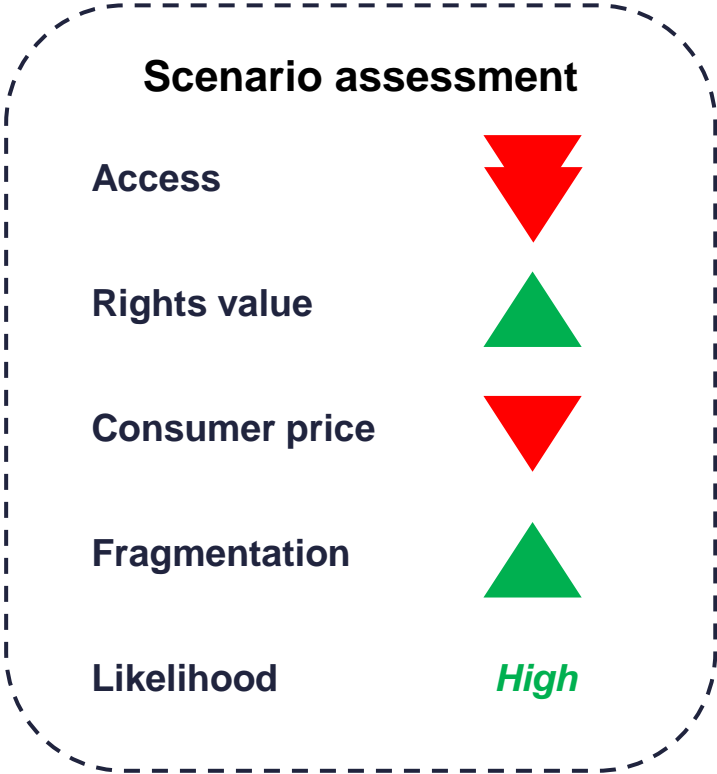 Scenario assessment
Access
Rights value
Consumer price
Fragmentation
Likelihood High